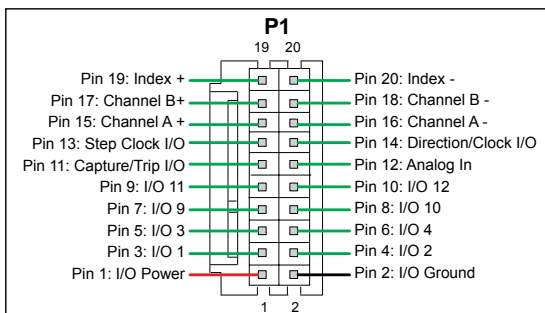 P1
19 20
Pin 19: Index + Pin 20: Index -
Pin 17: Channel B+ Pin 18: Channel B -
Pin 15: Channel A + Pin 16: Channel A -
Pin 13: Step Clock I/O Pin 14: Direction/Clock I/O
Pin 11: Capture/Trip I/O Pin 12: Analog In
Pin 9: I/O 11 Pin 10: I/O 12
Pin 7: I/O 9 Pin 8: I/O 10
Pin 5: I/O 3 Pin 6: I/O 4
Pin 3: I/O 1 Pin 4: I/O 2
Pin 1: I/O Power Pin 2: I/O Ground
1 2